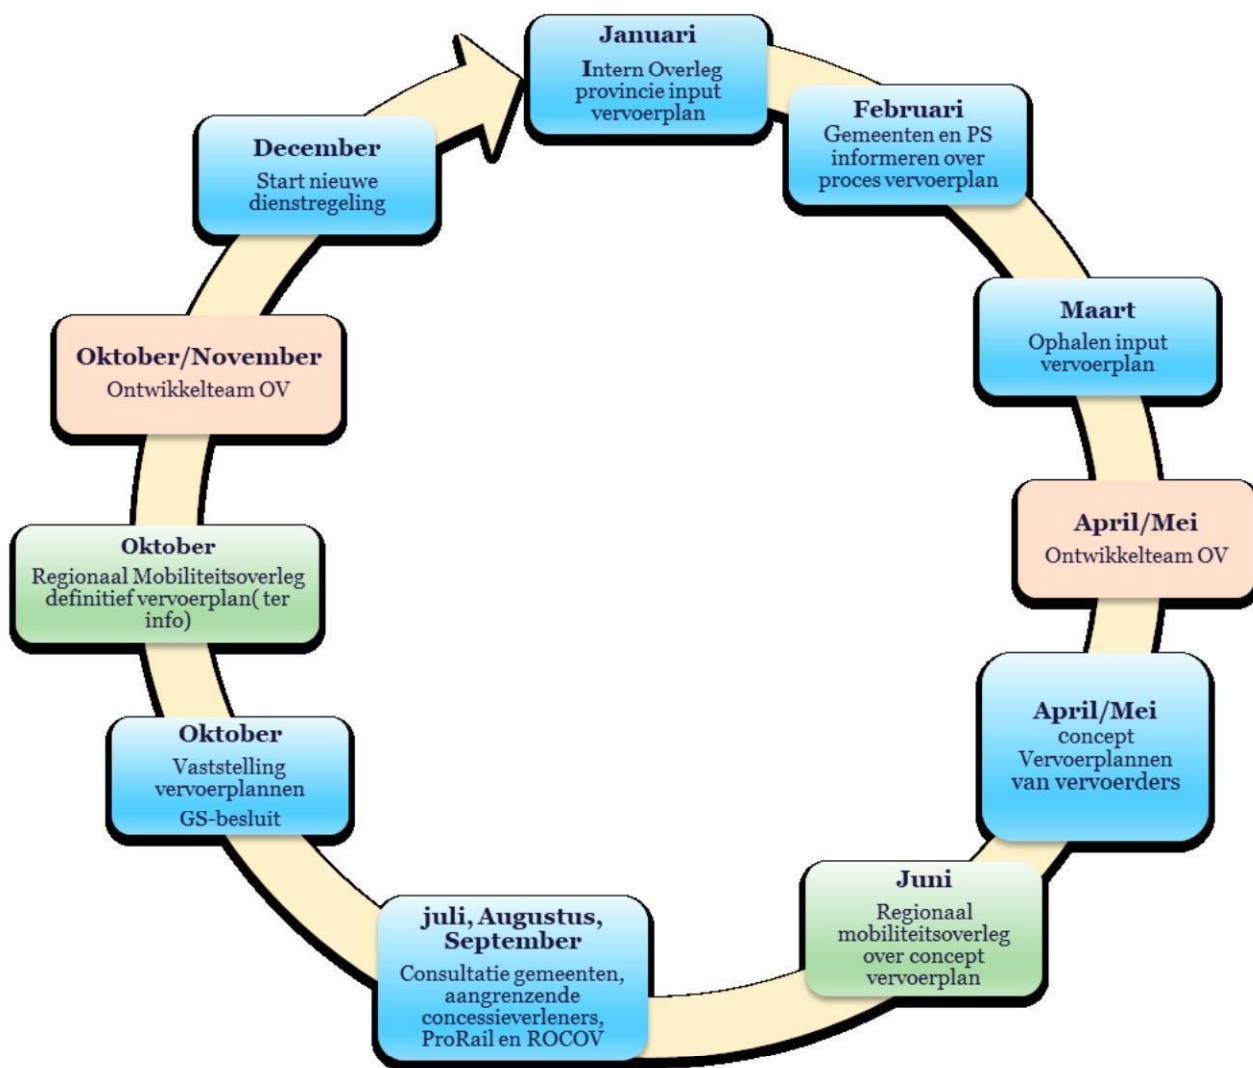 Januari
Intern Overleg
provincie input
vervoerplan
Februari
Gemeenten en PS
informeren over
proces vervoerplan
Maart
Ophalen input
vervoerplan
April/Mei
Ontwikkelteam OV
April/Mei
concept
Vervoerplannen
van vervoerders
Juni
Regionaal
mobiliteitsoverleg
over concept
vervoerplan
juli, Augustus,
September
Consultatie gemeenten,
aangrenzende
concessieverleners,
ProRail en ROCOV
Oktober
Vaststelling
vervoerplannen
GS-besluit
Oktober
Regionaal Mobiliteitsoverleg
definitief vervoerplan( ter
info)
Oktober/November
Ontwikkelteam OV
December
Start nieuwe
dienstregeling